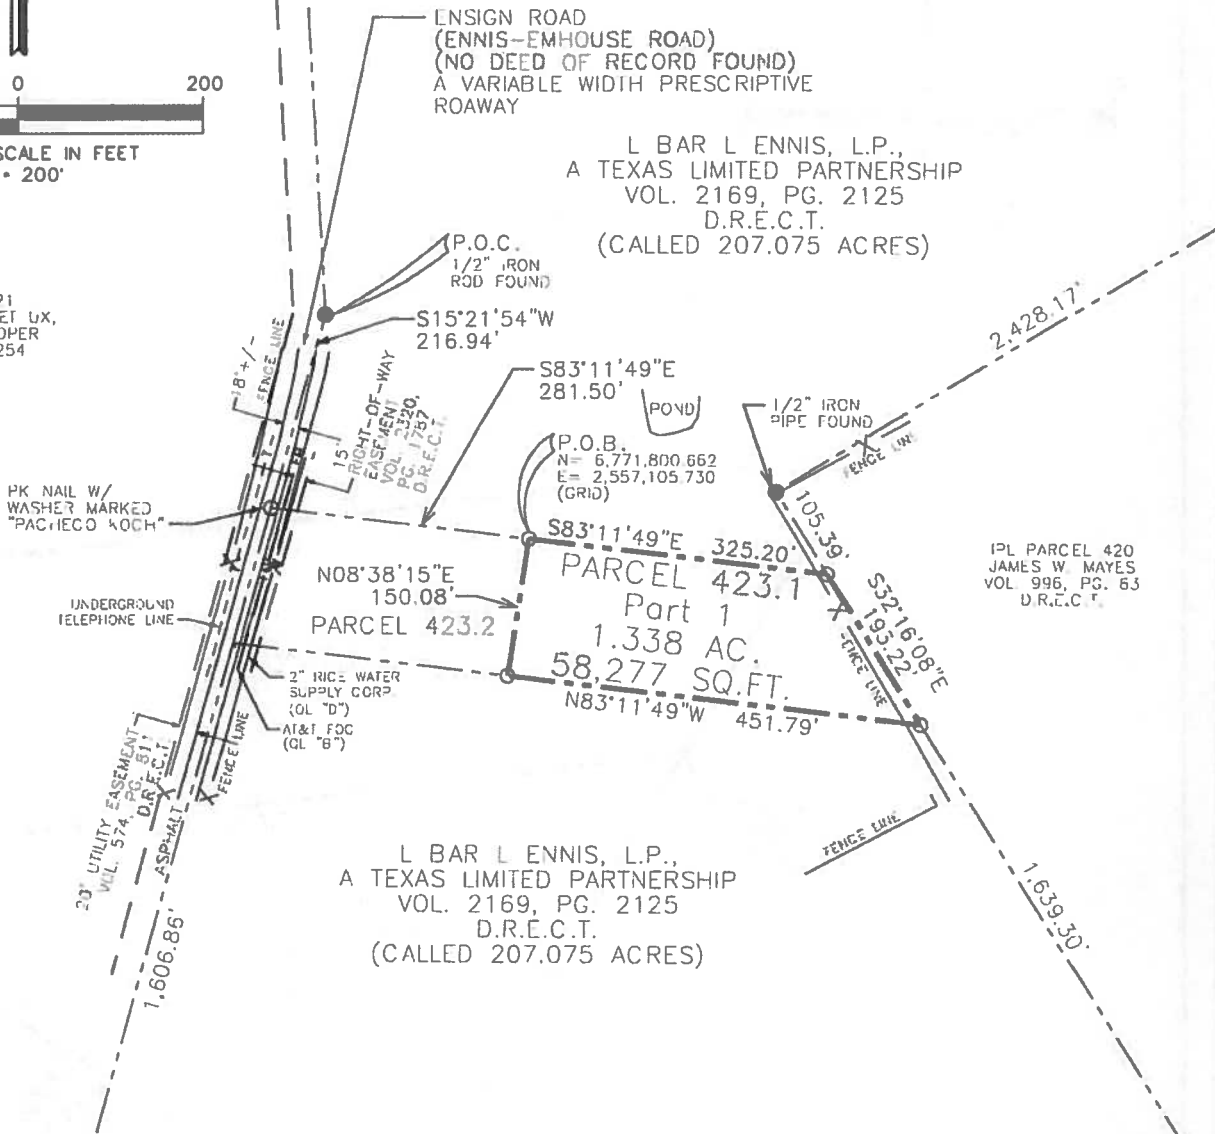 ENSIGN ROAD
(ENNIS-EMHOUSE ROAD)
(NO DEED OF RECORD FOUND)
A VARIABLE WIDTH PRESCRIPTIVE
ROAWAY
0 200
SCALE IN FEET
200'
L BAR L ENNIS, L.P.,
A TEXAS LIMITED PARTNERSHIP
VOL. 2169, PG. 2125
D.R.E.C.T.
(CALLED 207.075 ACRES)
P.O.C.
1/2" IRON
ROD FOUND
21
ET UX,
OPER
254
S15°21'54"W
216.94'
2,428.17'
18'+/-
FENCE LINE
15'
RIGHT-OF-WAY
EASEMENT
VOL. 2320,
PG. 1787
D.R.E.C.T.
S83°11'49"E
281.50'
POND
1/2" IRON
PIPE FOUND
FENCE LINE
P.O.B.
N= 6,771,800.662
E= 2,557,105.730
(GRID)
PK NAIL W/
WASHER MARKED
"PACHECO KOCH"
105.39'
S83°11'49"E 325.20'
PARCEL 423.1
Part 1
1.338 AC.
58,277 SQ.FT.
N83°11'49"W 451.79'
IPL PARCEL 420
JAMES W. MAYES
VOL. 996, PG. 63
D.R.E.C.T.
S32°16'08"E
193.22'
FENCE LINE
N08°38'15"E
150.08'
PARCEL 423.2
UNDERGROUND
TELEPHONE LINE
2" RICE WATER
SUPPLY CORP.
(QL "D")
AT&T FOC
(QL "B")
20' UTILITY EASEMENT
VOL. 574, PG. 811
D.R.E.C.T.
ASPHALT
FENCE LINE
FENCE LINE
L BAR L ENNIS, L.P.,
A TEXAS LIMITED PARTNERSHIP
VOL. 2169, PG. 2125
D.R.E.C.T.
(CALLED 207.075 ACRES)
1,606.86'
1,639.30'